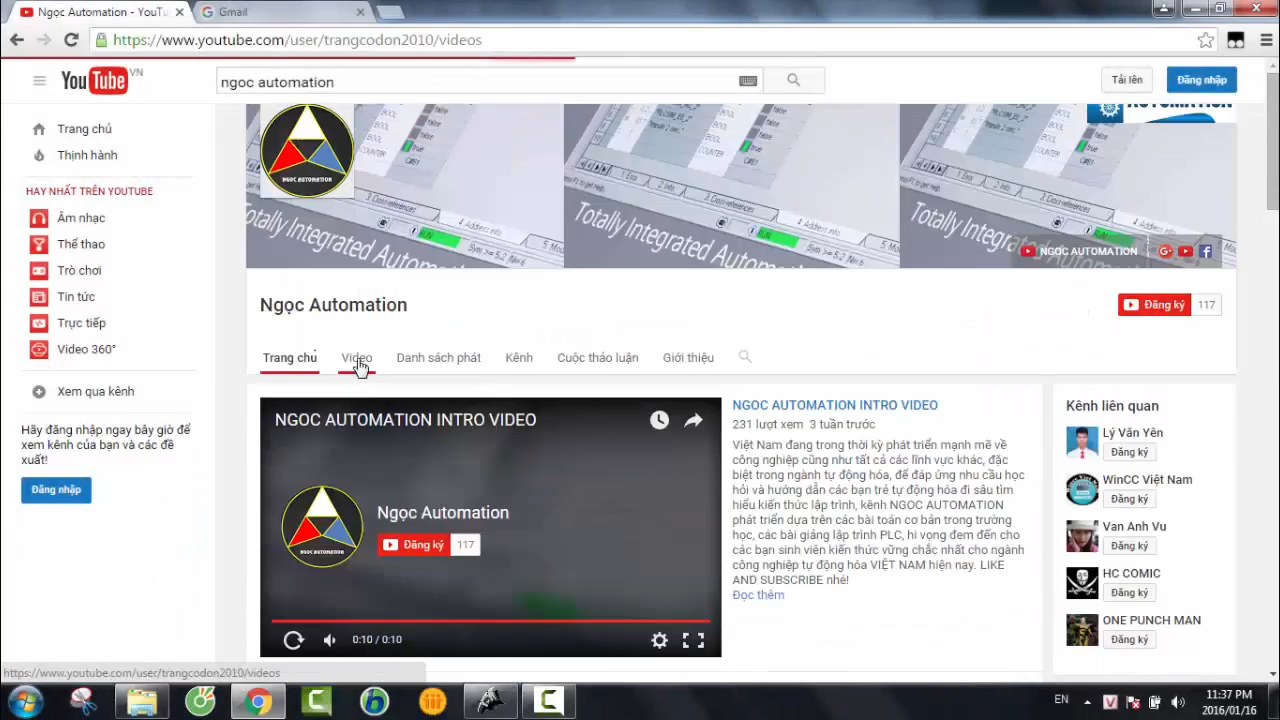 Ngọc Automation - YouTu
Gmail
https://www.youtube.com/user/trangcodon2010/videos
YouTube VN
ngoc automation
Tải lên
Đăng nhập
Trang chủ
Thịnh hành
HAY NHẤT TRÊN YOUTUBE
Âm nhạc
Thể thao
Trò chơi
Tin tức
Trực tiếp
Video 360°
Xem qua kênh
Hãy đăng nhập ngay bây giờ để
xem kênh của bạn và các đề
xuất!
Đăng nhập
NGOC AUTOMATION
Totally Integrated Automa
Totally Integrated Automa
Totally Integra
AUTOMATION
NGOC AUTOMATION
Ngọc Automation
Đăng ký 117
Trang chủ
Video
Danh sách phát
Kênh
Cuộc thảo luận
Giới thiệu
NGOC AUTOMATION INTRO VIDEO
Ngọc Automation
NGOC AUTOMATION
Đăng ký 117
0:10 / 0:10
NGOC AUTOMATION INTRO VIDEO
231 lượt xem 3 tuần trước
Việt Nam đang trong thời kỳ phát triển mạnh mẽ về
công nghiệp cũng như tất cả các lĩnh vực khác, đặc
biệt trong ngành tự động hóa, để đáp ứng nhu cầu học
hỏi và hướng dẫn các bạn trẻ tự động hóa đi sâu tìm
hiểu kiến thức lập trình, kênh NGOC AUTOMATION
phát triển dựa trên các bài toán cơ bản trong trường
học, các bài giảng lập trình PLC, hi vọng đem đến cho
các bạn sinh viên kiến thức vững chắc nhất cho ngành
công nghiệp tự động hóa VIỆT NAM hiện nay. LIKE
AND SUBSCRIBE nhé!
Đọc thêm
Kênh liên quan
Lý Văn Yên
Đăng ký
WinCC Việt Nam
Đăng ký
Van Anh Vu
Đăng ký
HC COMIC
Đăng ký
ONE PUNCH MAN
Đăng ký
https://www.youtube.com/user/trangcodon2010/videos
EN
11:37 PM
2016/01/16